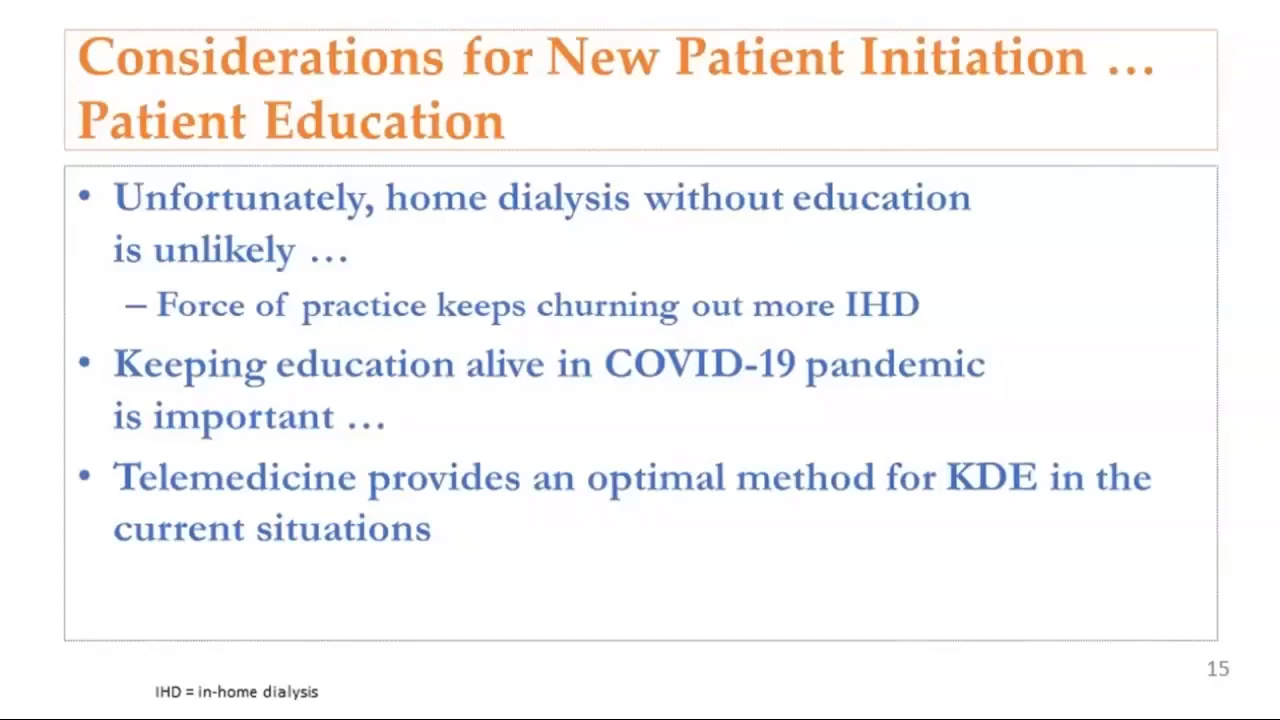 Considerations for New Patient Initiation …
Patient Education
• Unfortunately, home dialysis without education
is unlikely …
– Force of practice keeps churning out more IHD
• Keeping education alive in COVID-19 pandemic
is important …
• Telemedicine provides an optimal method for KDE in the
current situations
15
IHD = in-home dialysis